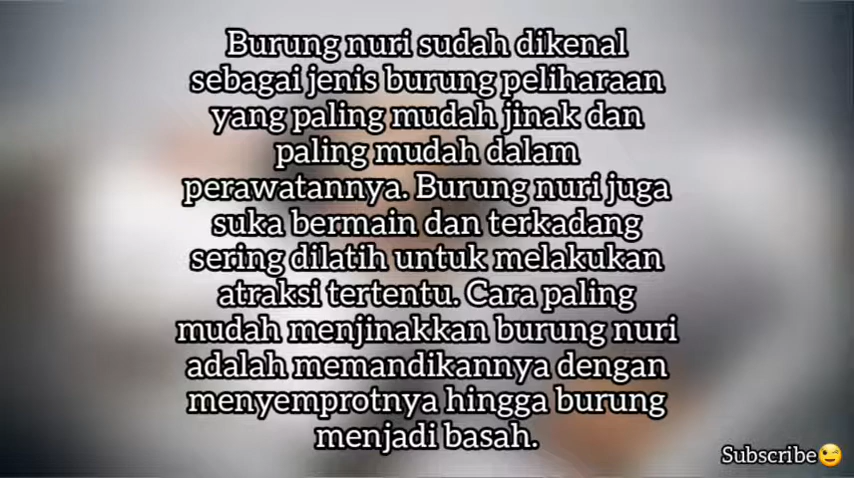 Burung nuri sudah dikenal
sebagai jenis burung peliharaan
yang paling mudah jinak dan
paling mudah dalam
perawatannya. Burung nuri juga
suka bermain dan terkadang
sering dilatih untuk melakukan
atraksi tertentu. Cara paling
mudah menjinakkan burung nuri
adalah memandikannya dengan
menyemprotnya hingga burung
menjadi basah.
Subscribe😉